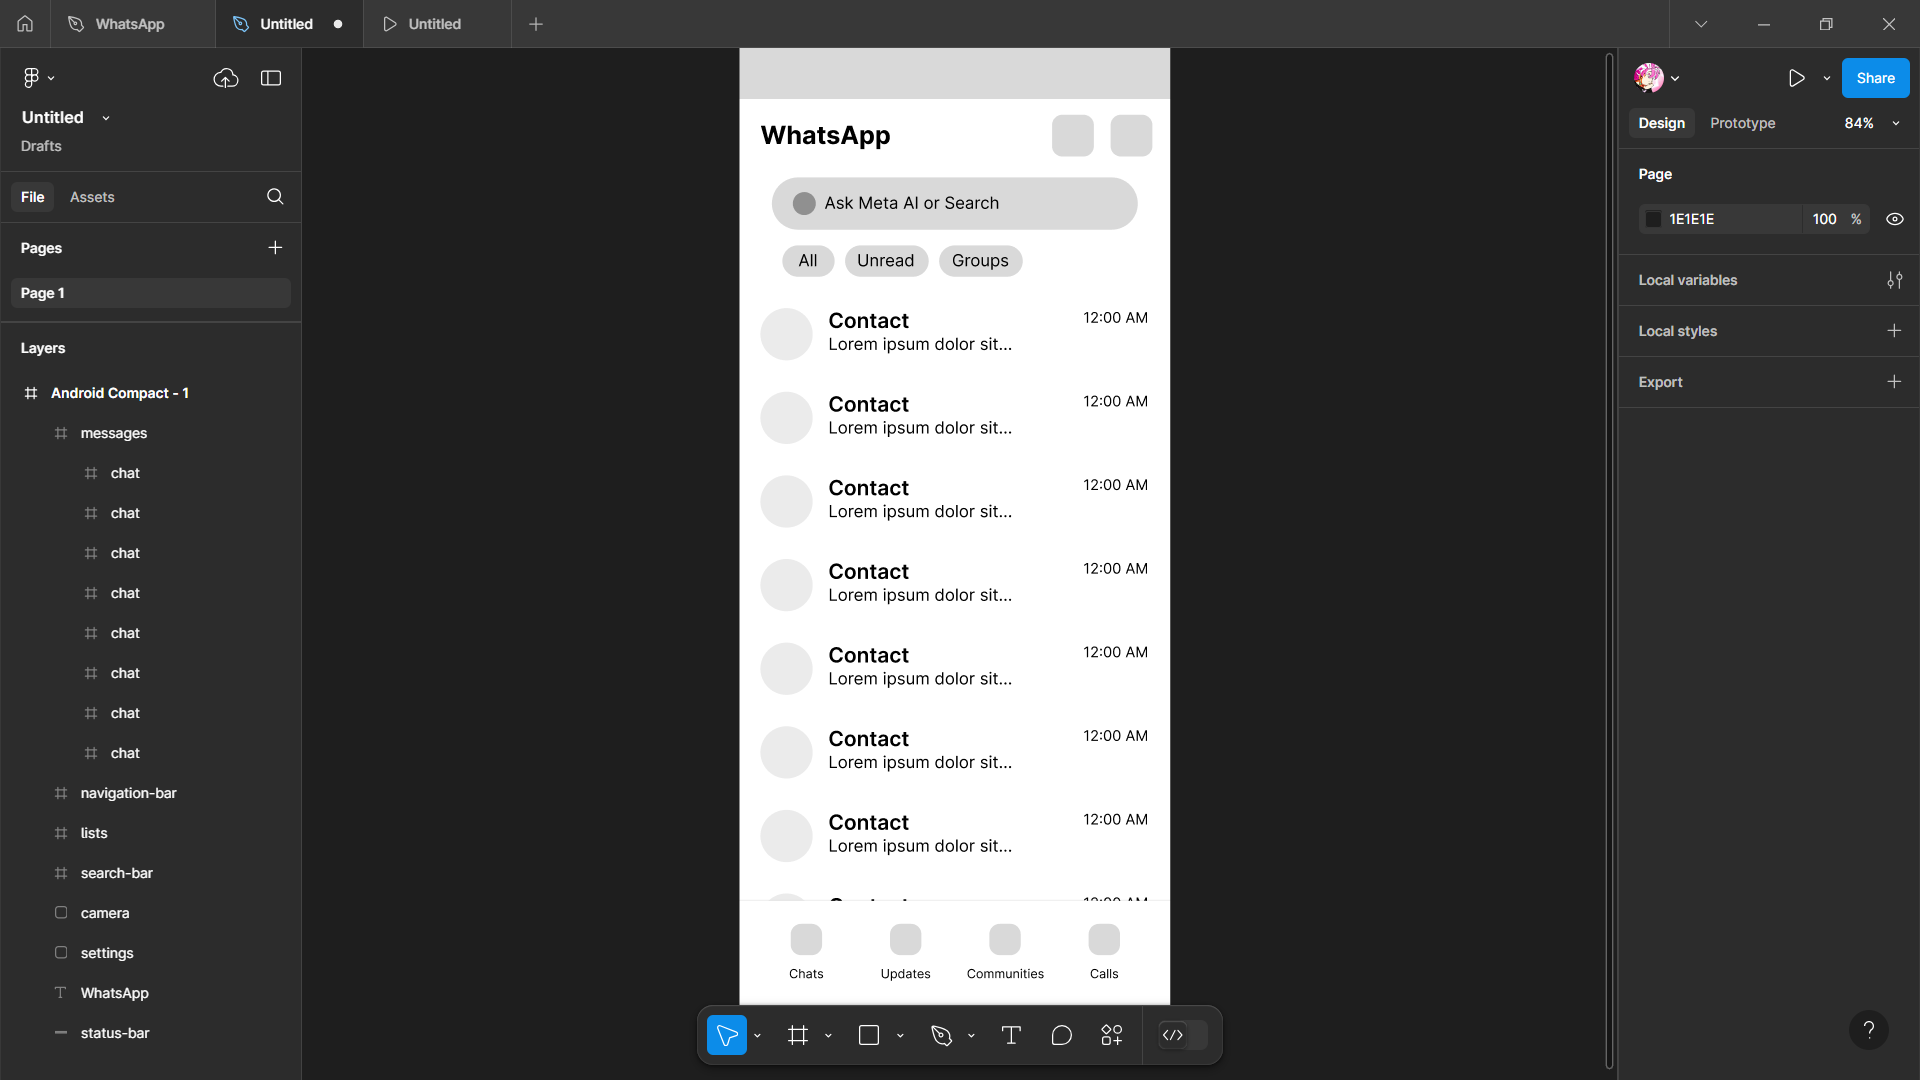 WhatsApp
Untitled
Untitled
Untitled
Drafts
File
Assets
Pages
Page 1
Layers
Android Compact - 1
messages
chat
chat
chat
chat
chat
chat
chat
chat
navigation-bar
lists
search-bar
camera
settings
WhatsApp
status-bar
WhatsApp
Ask Meta AI or Search
All
Unread
Groups
Contact
12:00 AM
Lorem ipsum dolor sit...
Contact
12:00 AM
Lorem ipsum dolor sit...
Contact
12:00 AM
Lorem ipsum dolor sit...
Contact
12:00 AM
Lorem ipsum dolor sit...
Contact
12:00 AM
Lorem ipsum dolor sit...
Contact
12:00 AM
Lorem ipsum dolor sit...
Contact
12:00 AM
Lorem ipsum dolor sit...
Chats
Updates
Communities
Calls
Share
Design
Prototype
84%
Page
1E1E1E
100 %
Local variables
Local styles
Export
?